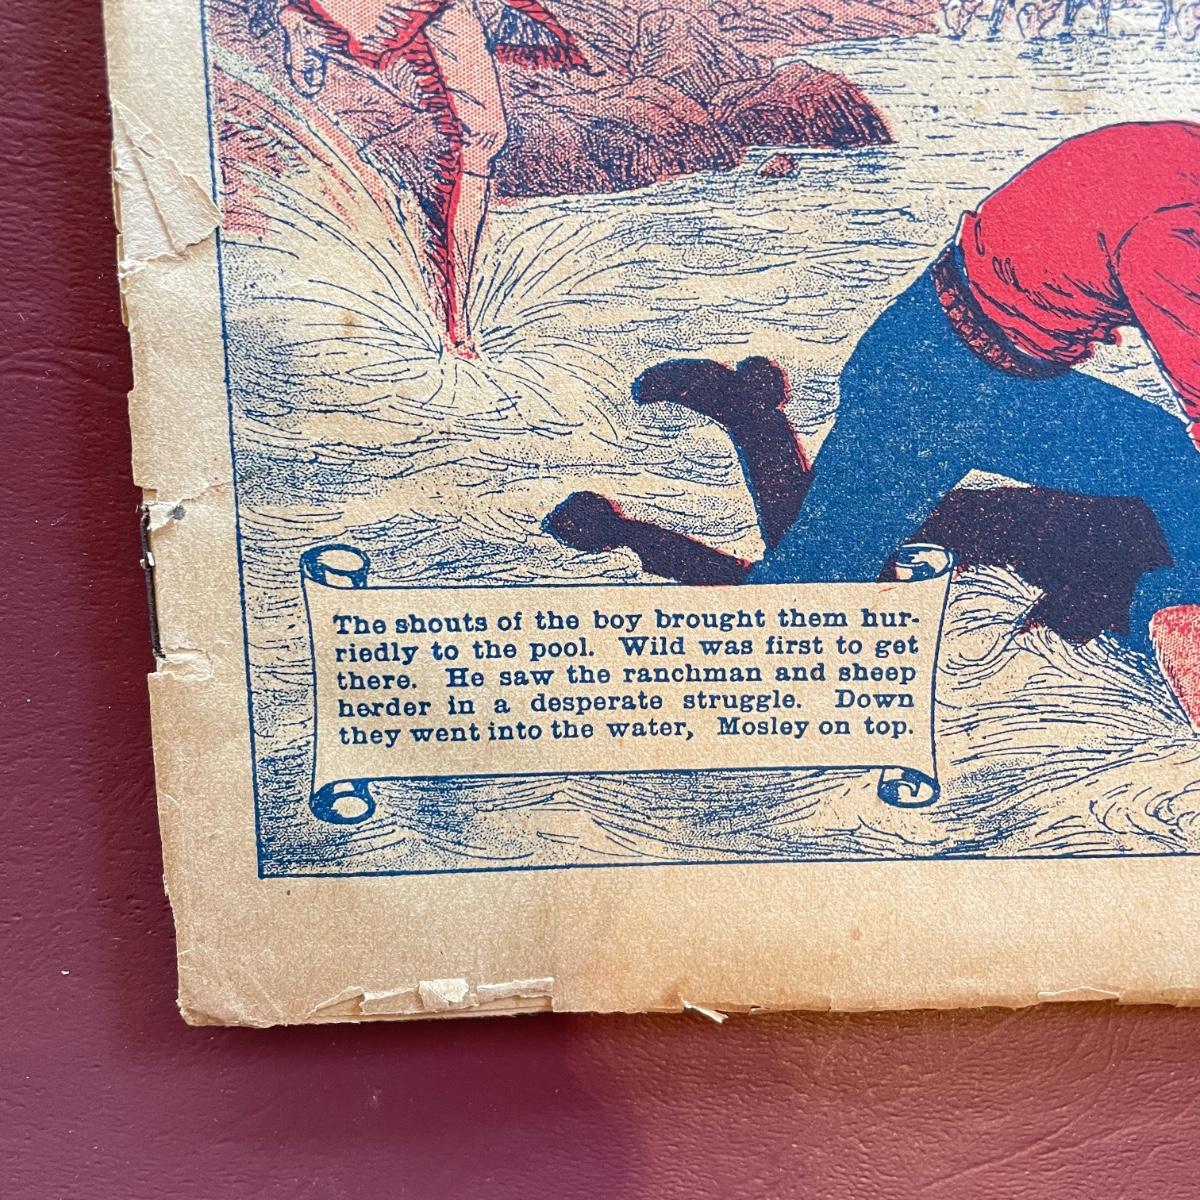 The shouts of the boy brought them hur-
riedly to the pool. Wild was first to get
there. He saw the ranchman and sheep
herder in a desperate struggle. Down
they went into the water, Mosley on top.